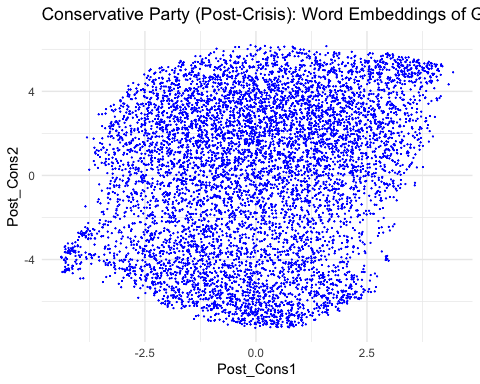 Conservative Party (Post-Crisis): Word Embeddings of G
4
0
-4
Post_Cons2
-2.5
0.0
2.5
Post_Cons1